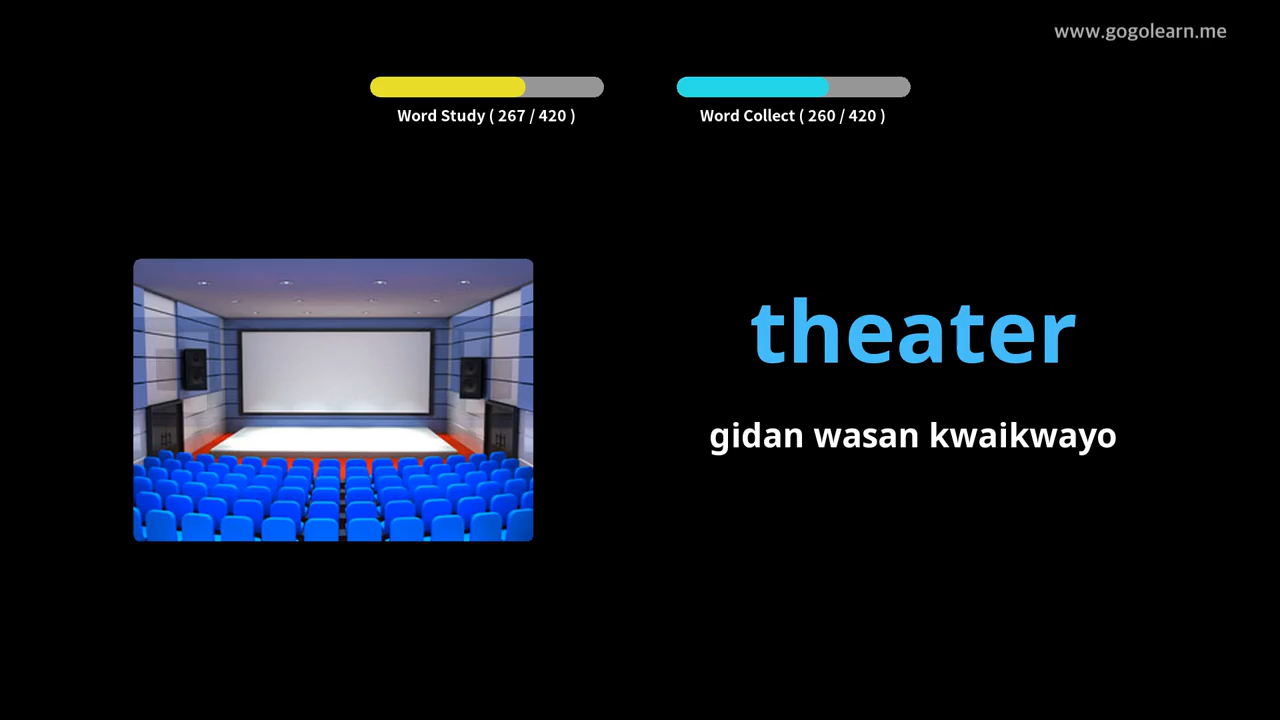 www.gogolearn.me
Word Study ( 267 / 420 )
Word Collect ( 260 / 420 )
theater
gidan wasan kwaikwayo